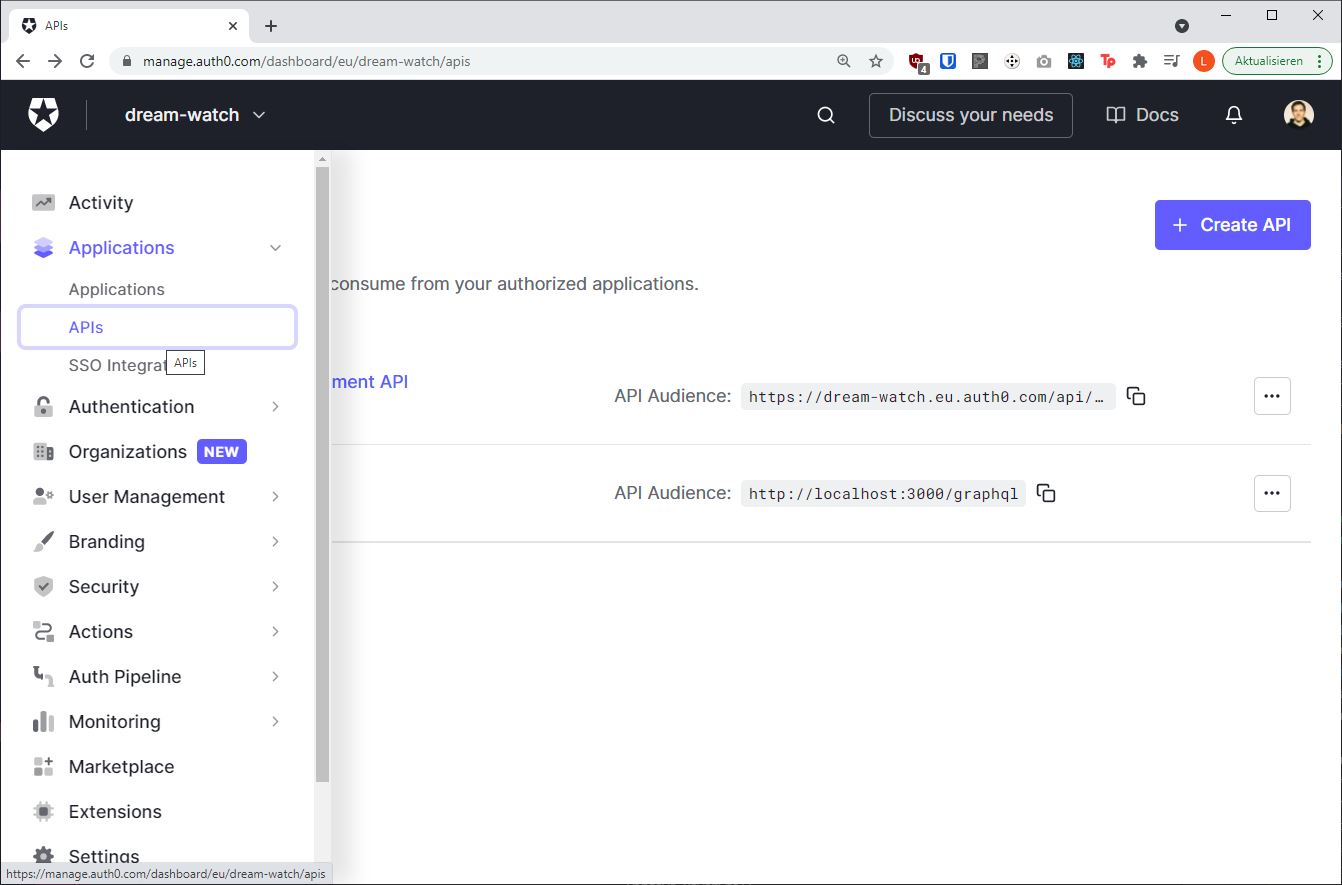 APIs
manage.auth0.com/dashboard/eu/dream-watch/apis
4
L
Aktualisieren
dream-watch
Discuss your needs
Docs
Activity
Applications
Applications
APIs
SSO Integrat
APIs
Authentication
Organizations NEW
User Management
Branding
Security
Actions
Auth Pipeline
Monitoring
Marketplace
Extensions
Settings
https://manage.auth0.com/dashboard/eu/dream-watch/apis
+ Create API
consume from your authorized applications.
ment API
API Audience: https://dream-watch.eu.auth0.com/api/…
API Audience: http://localhost:3000/graphql